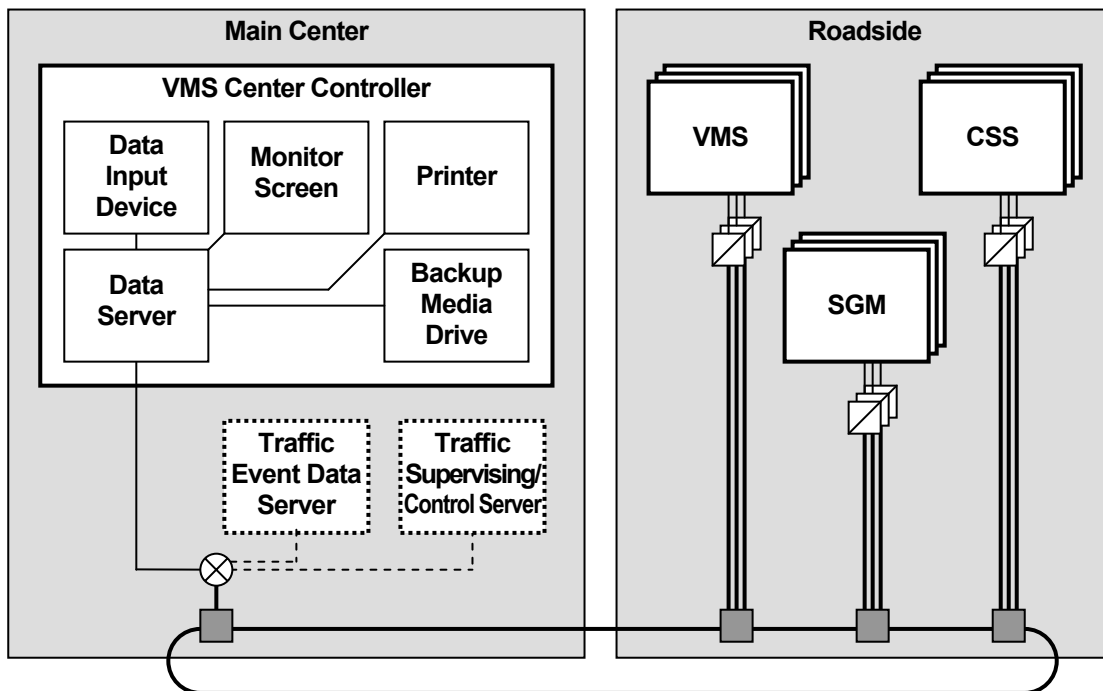 Main Center
VMS Center Controller
Data
Input
Device
Monitor
Screen
Printer
Data
Server
Backup
Media
Drive
Traffic
Event Data
Server
Traffic
Supervising/
Control Server
Roadside
VMS
CSS
SGM